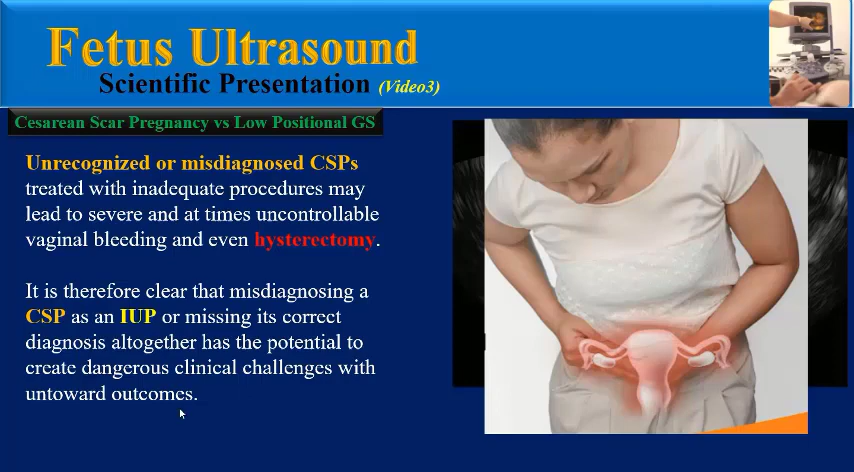 Fetus Ultrasound
Scientific Presentation (Video3)
Cesarean Scar Pregnancy vs Low Positional GS
Unrecognized or misdiagnosed CSPs
treated with inadequate procedures may
lead to severe and at times uncontrollable
vaginal bleeding and even hysterectomy.
It is therefore clear that misdiagnosing a
CSP as an IUP or missing its correct
diagnosis altogether has the potential to
create dangerous clinical challenges with
untoward outcomes.